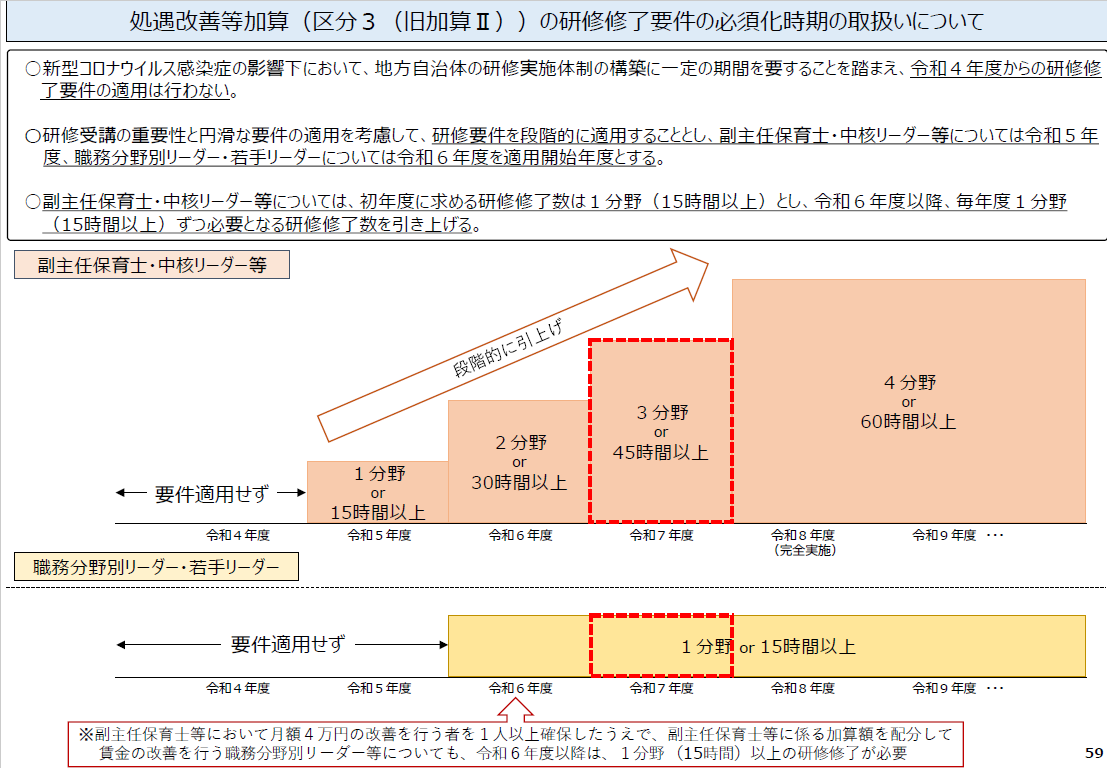 処遇改善等加算（区分３（旧加算Ⅱ））の研修修了要件の必須化時期の取扱いについて
○新型コロナウイルス感染症の影響下において、地方自治体の研修実施体制の構築に一定の期間を要することを踏まえ、令和４年度からの研修修
了要件の適用は行わない。
○研修受講の重要性と円滑な要件の適用を考慮して、研修要件を段階的に適用することとし、副主任保育士・中核リーダー等については令和５年
度、職務分野別リーダー・若手リーダーについては令和６年度を適用開始年度とする。
○副主任保育士・中核リーダー等については、初年度に求める研修修了数は１分野（15時間以上）とし、令和６年度以降、毎年度１分野
（15時間以上）ずつ必要となる研修修了数を引き上げる。
副主任保育士・中核リーダー等
段階的に引上げ
４分野
or
60時間以上
３分野
or
45時間以上
２分野
or
30時間以上
１分野
or
15時間以上
要件適用せず
令和４年度
令和５年度
令和６年度
令和７年度
令和８年度
（完全実施）
令和９年度 ・・・
職務分野別リーダー・若手リーダー
要件適用せず
１分野 or 15時間以上
令和４年度
令和５年度
令和６年度
令和７年度
令和８年度
令和９年度 ・・・
※副主任保育士等において月額４万円の改善を行う者を１人以上確保したうえで、副主任保育士等に係る加算額を配分して
賃金の改善を行う職務分野別リーダー等についても、令和６年度以降は、１分野（15時間）以上の研修修了が必要
59